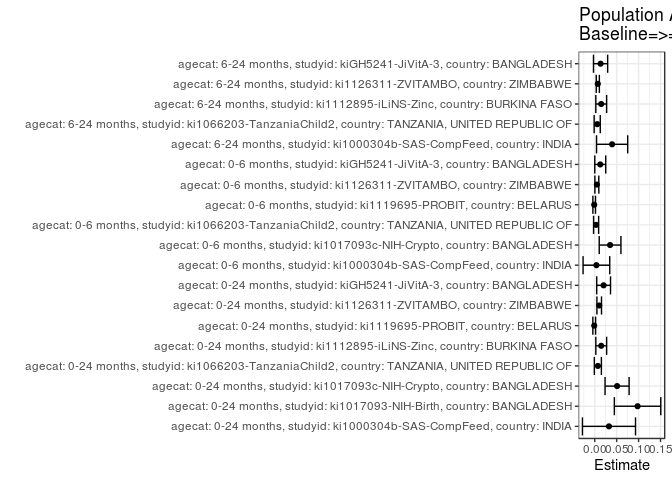 Population A
Baseline=>=
agecat: 6-24 months, studyid: kiGH5241-JiVitA-3, country: BANGLADESH
agecat: 6-24 months, studyid: ki1126311-ZVITAMBO, country: ZIMBABWE
agecat: 6-24 months, studyid: ki1112895-iLiNS-Zinc, country: BURKINA FASO
agecat: 6-24 months, studyid: ki1066203-TanzaniaChild2, country: TANZANIA, UNITED REPUBLIC OF
agecat: 6-24 months, studyid: ki1000304b-SAS-CompFeed, country: INDIA
agecat: 0-6 months, studyid: kiGH5241-JiVitA-3, country: BANGLADESH
agecat: 0-6 months, studyid: ki1126311-ZVITAMBO, country: ZIMBABWE
agecat: 0-6 months, studyid: ki1119695-PROBIT, country: BELARUS
agecat: 0-6 months, studyid: ki1066203-TanzaniaChild2, country: TANZANIA, UNITED REPUBLIC OF
agecat: 0-6 months, studyid: ki1017093c-NIH-Crypto, country: BANGLADESH
agecat: 0-6 months, studyid: ki1000304b-SAS-CompFeed, country: INDIA
agecat: 0-24 months, studyid: kiGH5241-JiVitA-3, country: BANGLADESH
agecat: 0-24 months, studyid: ki1126311-ZVITAMBO, country: ZIMBABWE
agecat: 0-24 months, studyid: ki1119695-PROBIT, country: BELARUS
agecat: 0-24 months, studyid: ki1112895-iLiNS-Zinc, country: BURKINA FASO
agecat: 0-24 months, studyid: ki1066203-TanzaniaChild2, country: TANZANIA, UNITED REPUBLIC OF
agecat: 0-24 months, studyid: ki1017093c-NIH-Crypto, country: BANGLADESH
agecat: 0-24 months, studyid: ki1017093-NIH-Birth, country: BANGLADESH
agecat: 0-24 months, studyid: ki1000304b-SAS-CompFeed, country: INDIA
0.00 0.05 0.10 0.15
Estimate